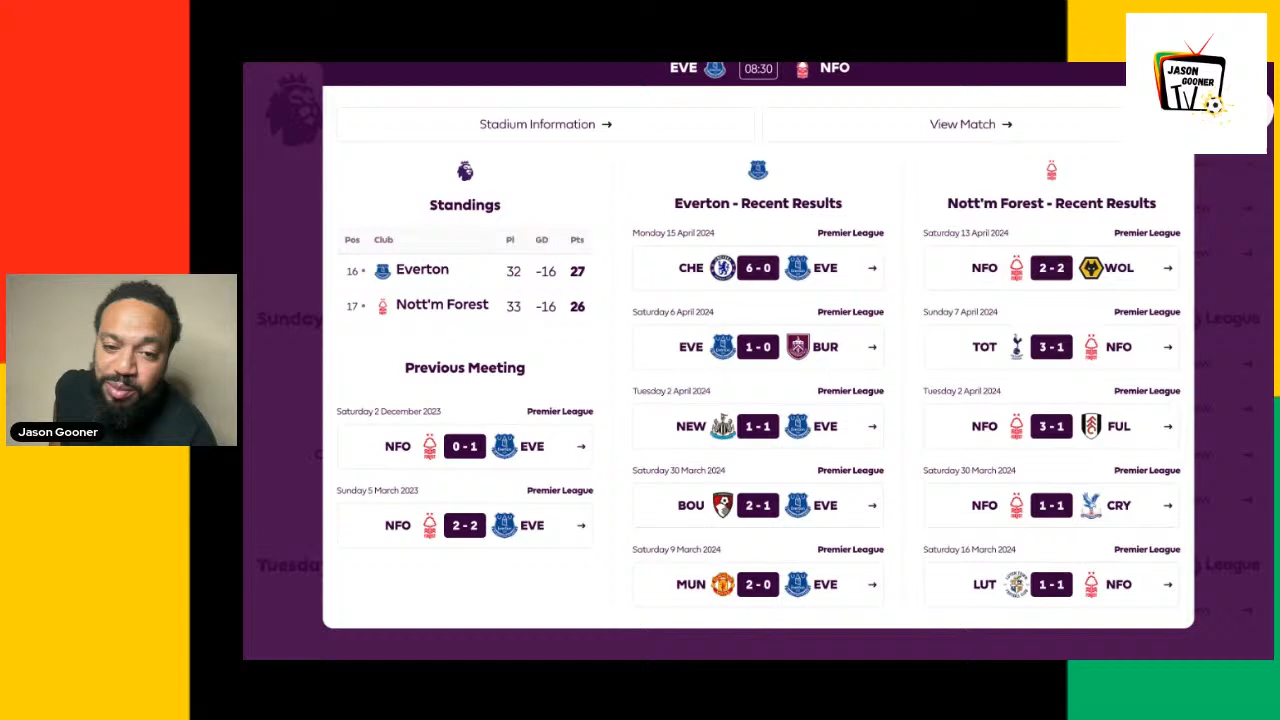 EVE 08:30 NFO
JASON
GOONER
TV
Stadium Information →
View Match →
Standings
Pos Club Pl GD Pts
16 Everton 32 -16 27
17 Nott'm Forest 33 -16 26
Previous Meeting
Saturday 2 December 2023 Premier League
NFO 0 - 1 EVE →
Sunday 5 March 2023 Premier League
NFO 2 - 2 EVE →
Everton - Recent Results
Monday 15 April 2024 Premier League
CHE 6 - 0 EVE →
Saturday 6 April 2024 Premier League
EVE 1 - 0 BUR →
Tuesday 2 April 2024 Premier League
NEW 1 - 1 EVE →
Saturday 30 March 2024 Premier League
BOU 2 - 1 EVE →
Saturday 9 March 2024 Premier League
MUN 2 - 0 EVE →
Nott'm Forest - Recent Results
Saturday 13 April 2024 Premier League
NFO 2 - 2 WOL →
Sunday 7 April 2024 Premier League
TOT 3 - 1 NFO →
Tuesday 2 April 2024 Premier League
NFO 3 - 1 FUL →
Saturday 30 March 2024 Premier League
NFO 1 - 1 CRY →
Saturday 16 March 2024 Premier League
LUT 1 - 1 NFO →
Sunday
Tuesday
League
Jason Gooner